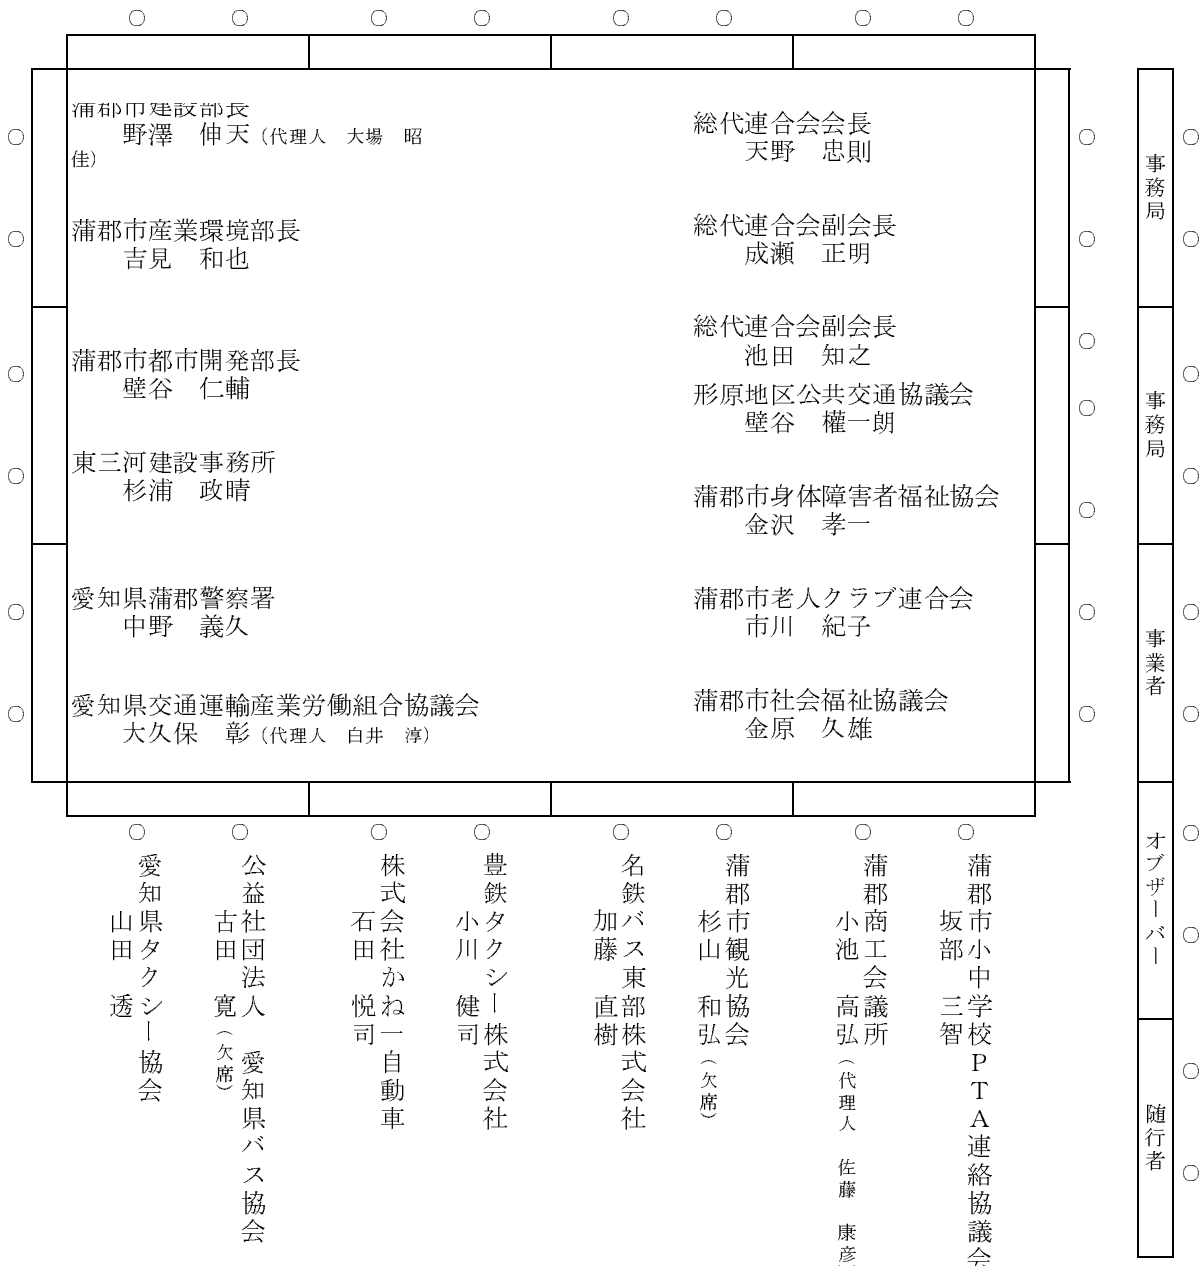 蒲郡市建設部長
野澤　伸天（代理人　大場　昭
佳）
蒲郡市産業環境部長
吉見　和也
蒲郡市都市開発部長
壁谷　仁輔
東三河建設事務所
杉浦　政晴
愛知県蒲郡警察署
中野　義久
愛知県交通運輸産業労働組合協議会
大久保　彰（代理人　白井　淳）
総代連合会会長
天野　忠則
総代連合会副会長
成瀬　正明
総代連合会副会長
池田　知之
形原地区公共交通協議会
壁谷　權一朗
蒲郡市身体障害者福祉協会
金沢　孝一
蒲郡市老人クラブ連合会
市川　紀子
蒲郡市社会福祉協議会
金原　久雄
事務局
事務局
事業者
オブザーバー
随行者
蒲郡市小中学校ＰＴＡ連絡協議会
坂部　三智
蒲郡商工会議所
小池　高弘（代理人　佐藤　康彦
蒲郡市観光協会
杉山　和弘（欠席）
名鉄バス東部株式会社
加藤　直樹
豊鉄タクシー株式会社
小川　健司
株式会社かね一自動車
石田　悦司
公益社団法人　愛知県バス協会
古田　寛（欠席）
愛知県タクシー協会
山田　透